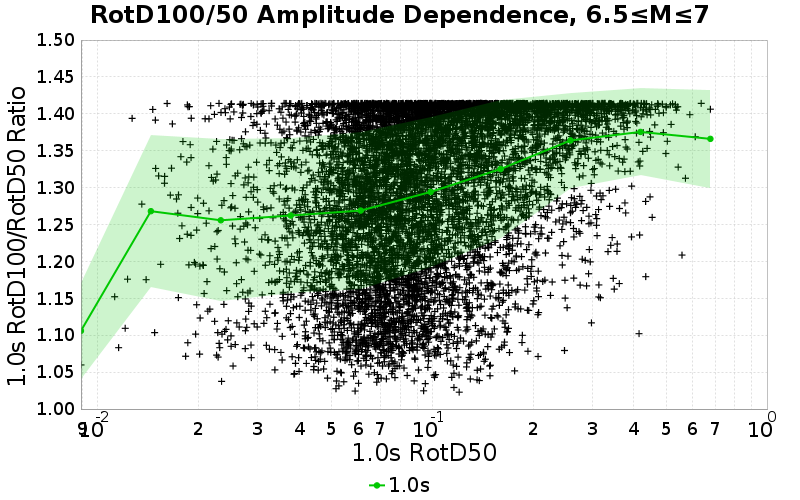 RotD100/50 Amplitude Dependence, 6.5≤M≤7
1.0s RotD100/RotD50 Ratio
1.50
1.45
1.40
1.35
1.30
1.25
1.20
1.15
1.10
1.05
1.00
9 10-2 2 3 4 5 6 7 10-1 2 3 4 5 6 7 100
1.0s RotD50
1.0s